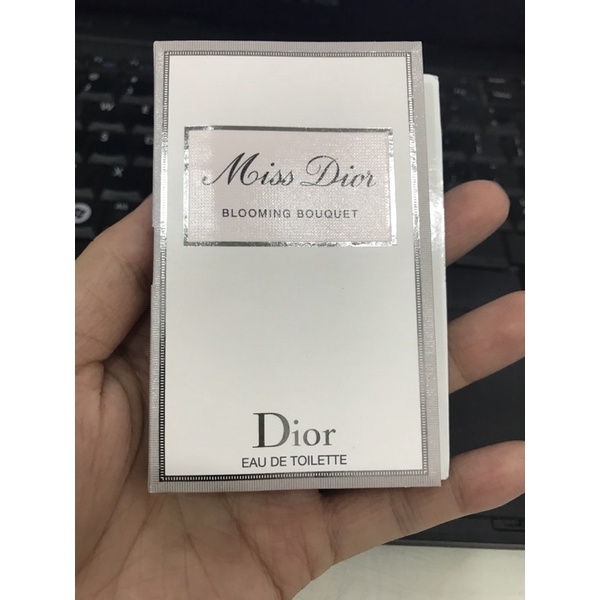 Miss Dior
BLOOMING BOUQUET
Dior
EAU DE TOILETTE